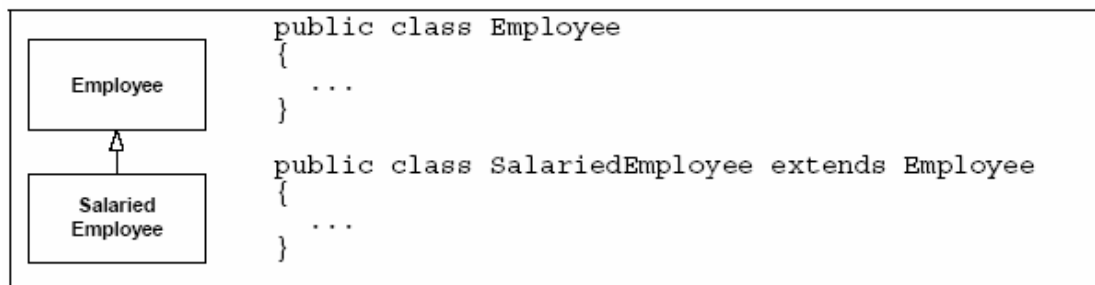 Employee
Salaried
Employee
public class Employee
{
...
}
public class SalariedEmployee extends Employee
{
...
}